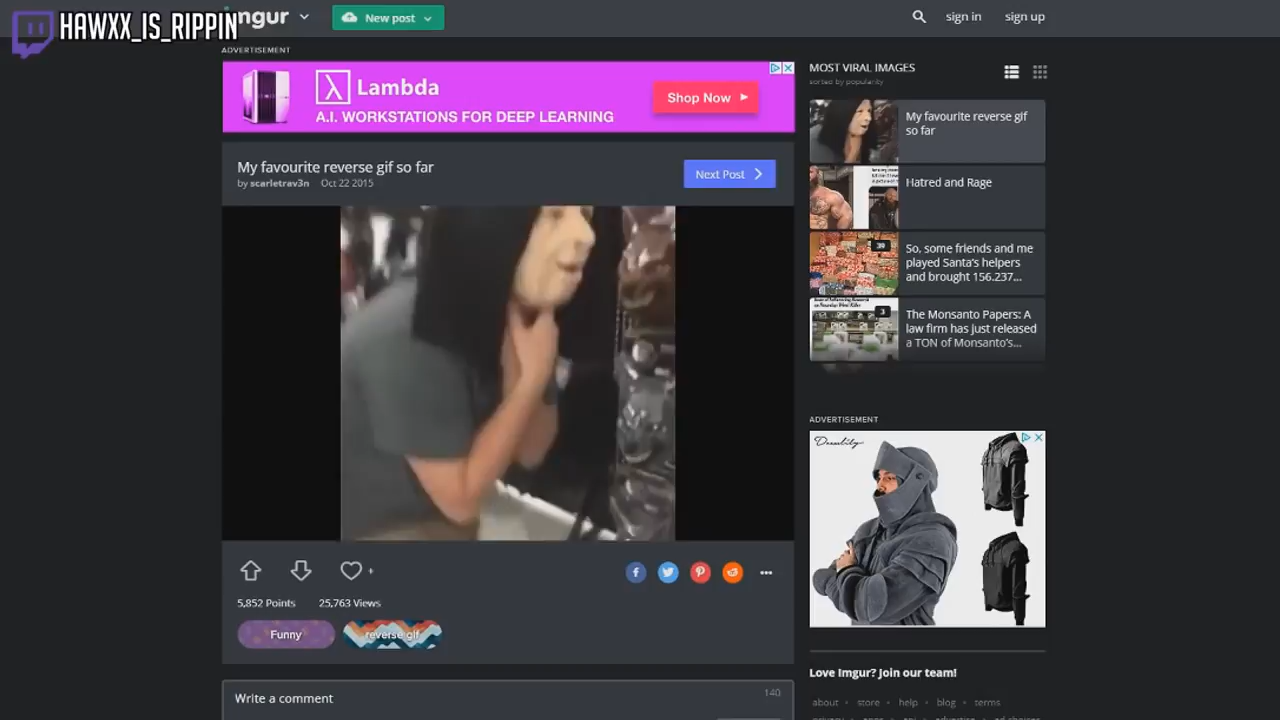 HAWXX_IS_RIPPIN
imgur
New post
sign in
sign up
ADVERTISEMENT
Lambda
A.I. WORKSTATIONS FOR DEEP LEARNING
Shop Now
My favourite reverse gif so far
by scarletrav3n Oct 22 2015
Next Post
5,852 Points
25,763 Views
Funny
reverse gif
Write a comment
140
MOST VIRAL IMAGES
sorted by popularity
My favourite reverse gif
so far
Hatred and Rage
39
So, some friends and me
played Santa's helpers
and brought 156.237...
3
The Monsanto Papers: A
law firm has just released
a TON of Monsanto's...
ADVERTISEMENT
Love Imgur? Join our team!
about store help blog terms